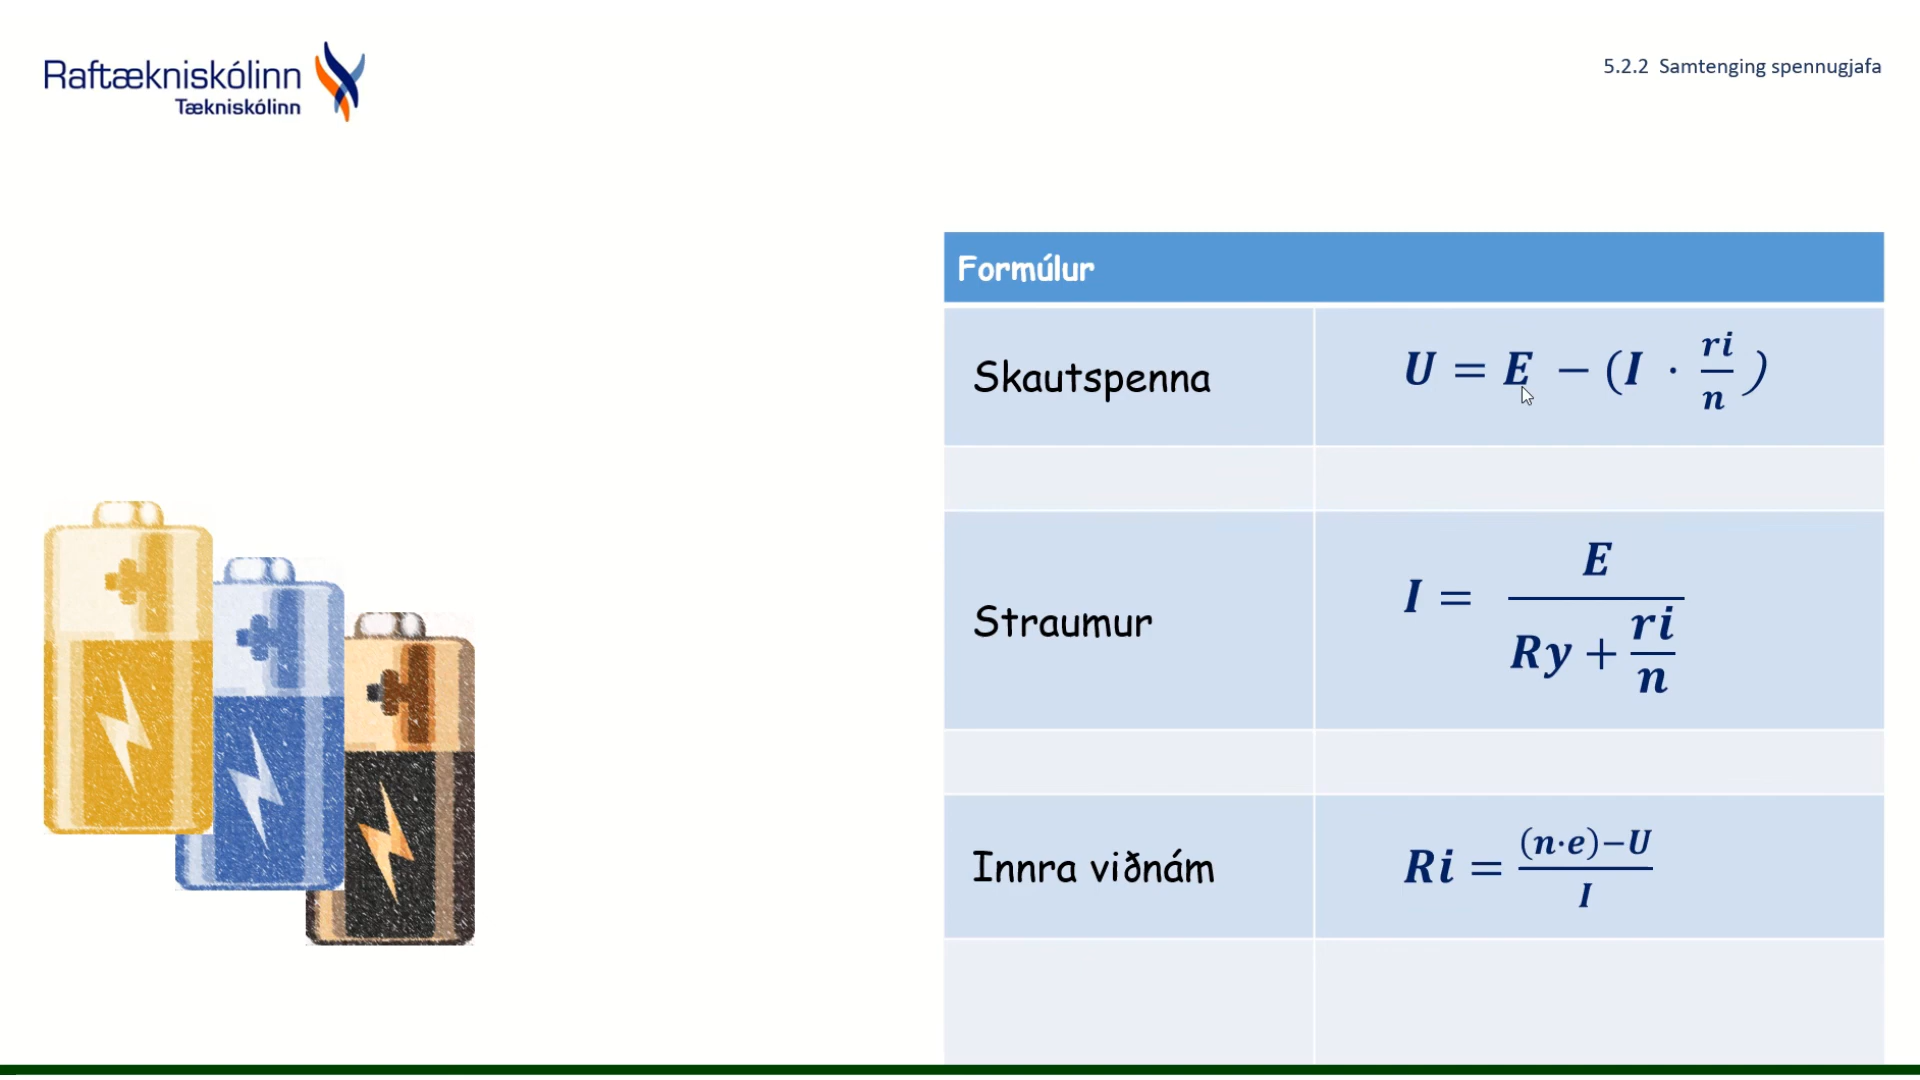 Raftækniskólinn
Tækniskólinn
5.2.2 Samtenging spennugjafa
Formúlur
Skautspenna
U = E − (I · ri/n)
Straumur
I = E/(Ry + ri/n)
Innra viðnám
Ri = ((n·e)−U)/I